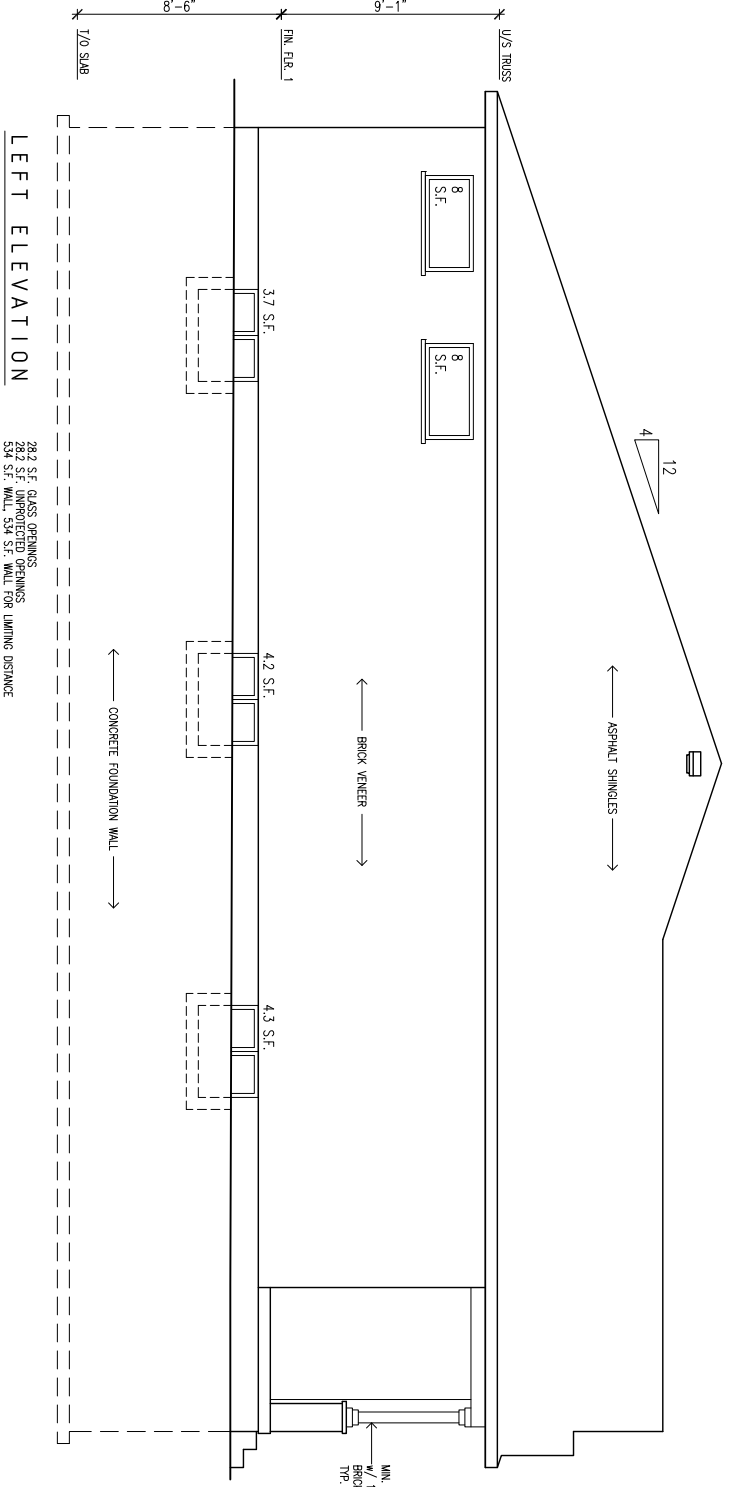 U/S TRUSS
9'-1"
FIN. FLR. 1
8'-6"
T/O SLAB
12
4
ASPHALT SHINGLES
8
S.F.
8
S.F.
BRICK VENEER
MIN.
w/ 1
BRIC
TYP.
3.7 S.F.
4.2 S.F.
4.3 S.F.
CONCRETE FOUNDATION WALL
LEFT ELEVATION
28.2 S.F. GLASS OPENINGS
28.2 S.F. UNPROTECTED OPENINGS
534 S.F. WALL, 534 S.F. WALL FOR LIMITING DISTANCE